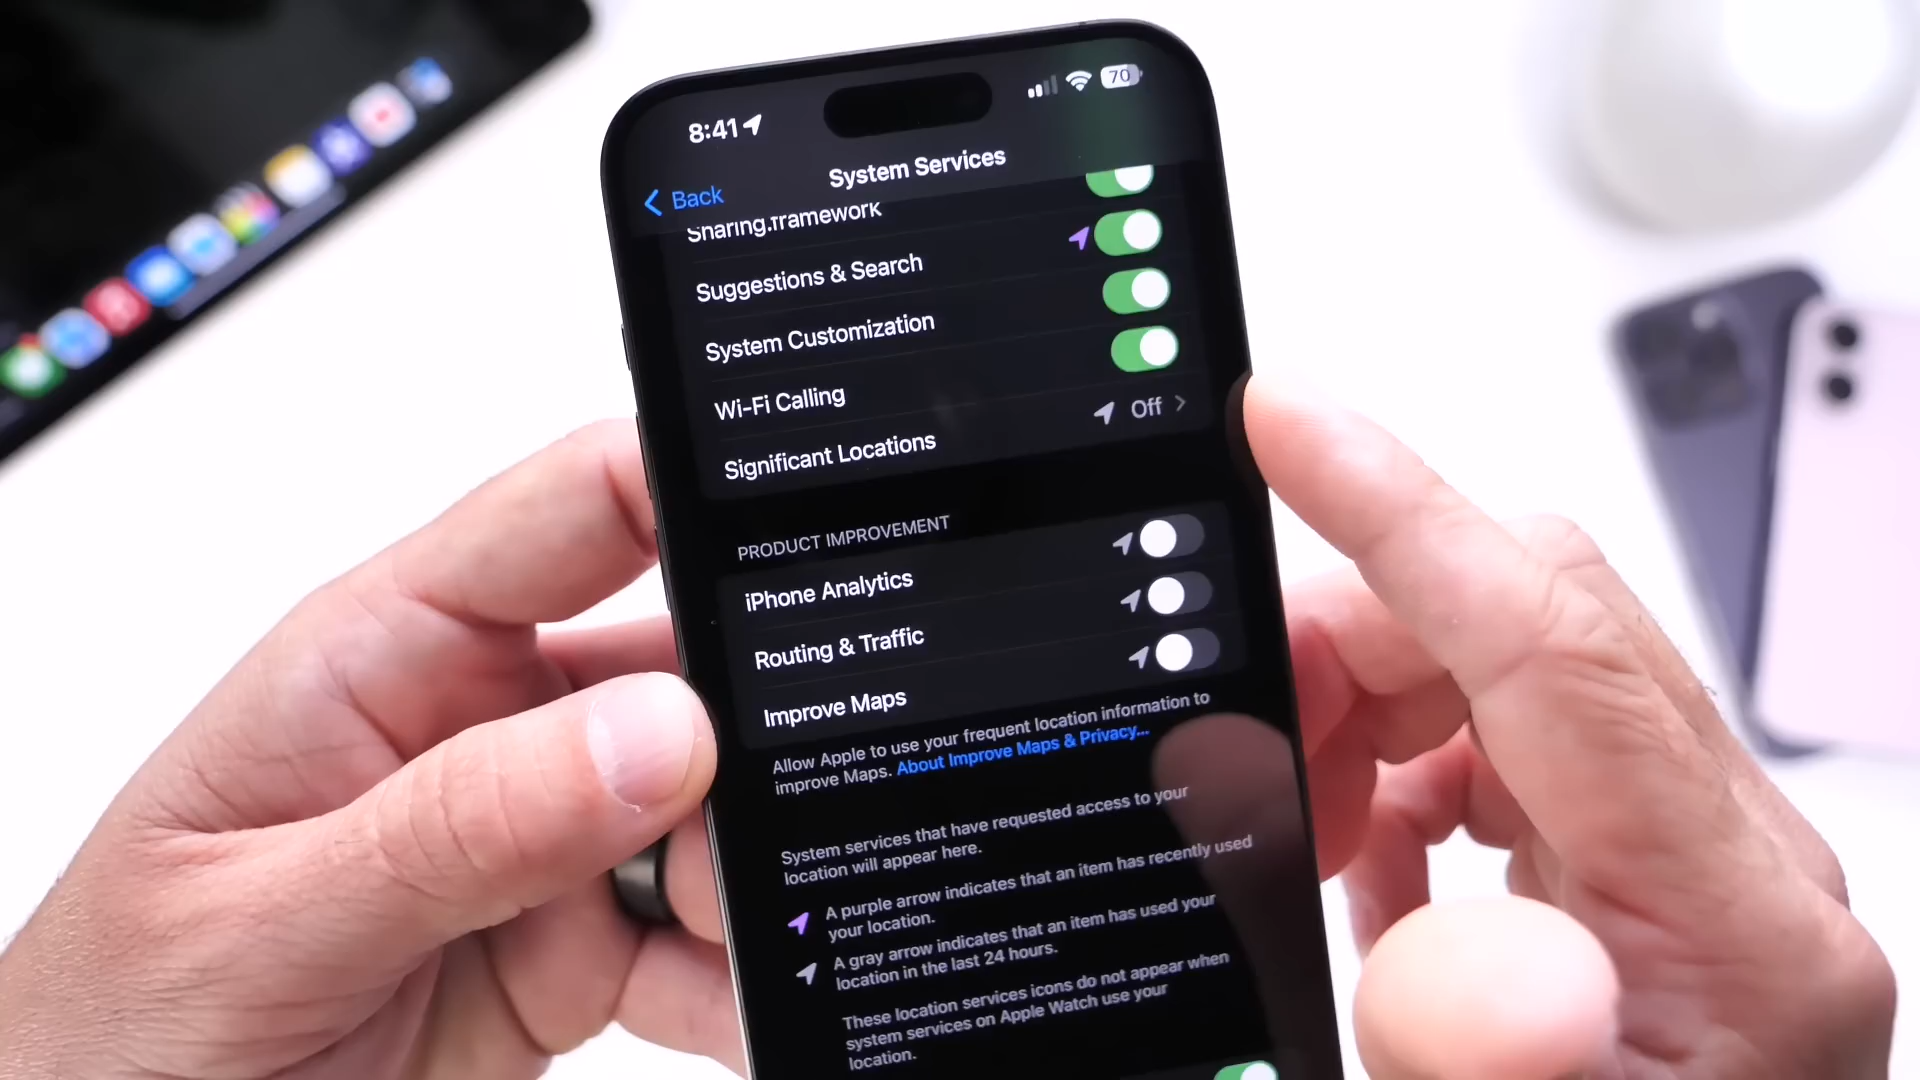 8:41
70
Back
System Services
Sharing.framework
Suggestions & Search
System Customization
Wi-Fi Calling
Significant Locations
Off
PRODUCT IMPROVEMENT
iPhone Analytics
Routing & Traffic
Improve Maps
Allow Apple to use your frequent location information to
improve Maps. About Improve Maps & Privacy...
System services that have requested access to your
location will appear here.
A purple arrow indicates that an item has recently used
your location.
A gray arrow indicates that an item has used your
location in the last 24 hours.
These location services icons do not appear when
system services on Apple Watch use your
location.